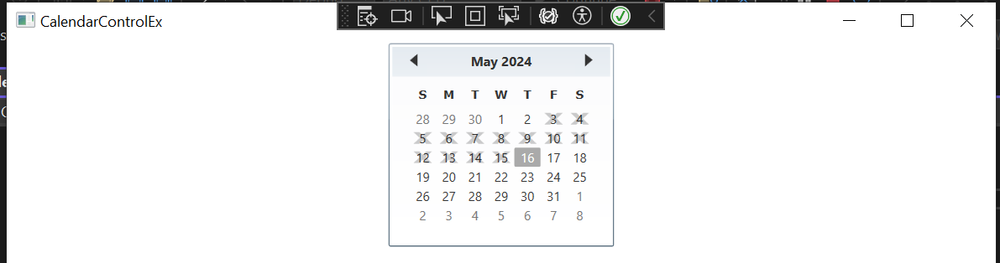 CalendarControlEx
May 2024
S M T W T F S
28 29 30 1 2 3 4
5 6 7 8 9 10 11
12 13 14 15 16 17 18
19 20 21 22 23 24 25
26 27 28 29 30 31 1
2 3 4 5 6 7 8